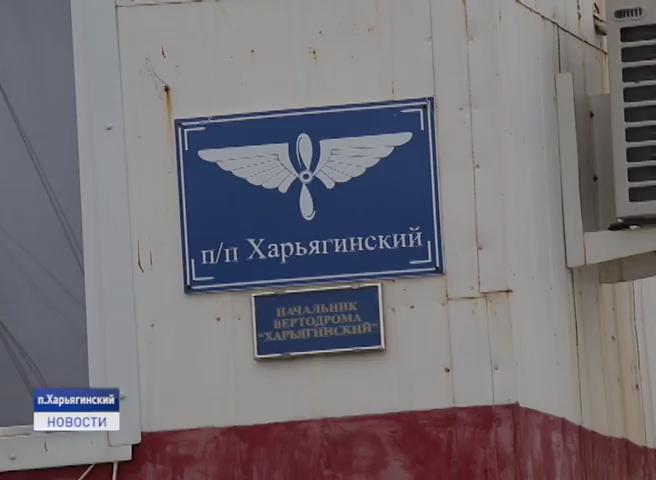 п/п Харьягинский
НАЧАЛЬНИК
ВЕРТОДРОМА
"ХАРЬЯГИНСКИЙ"
п.Харьягинский
НОВОСТИ